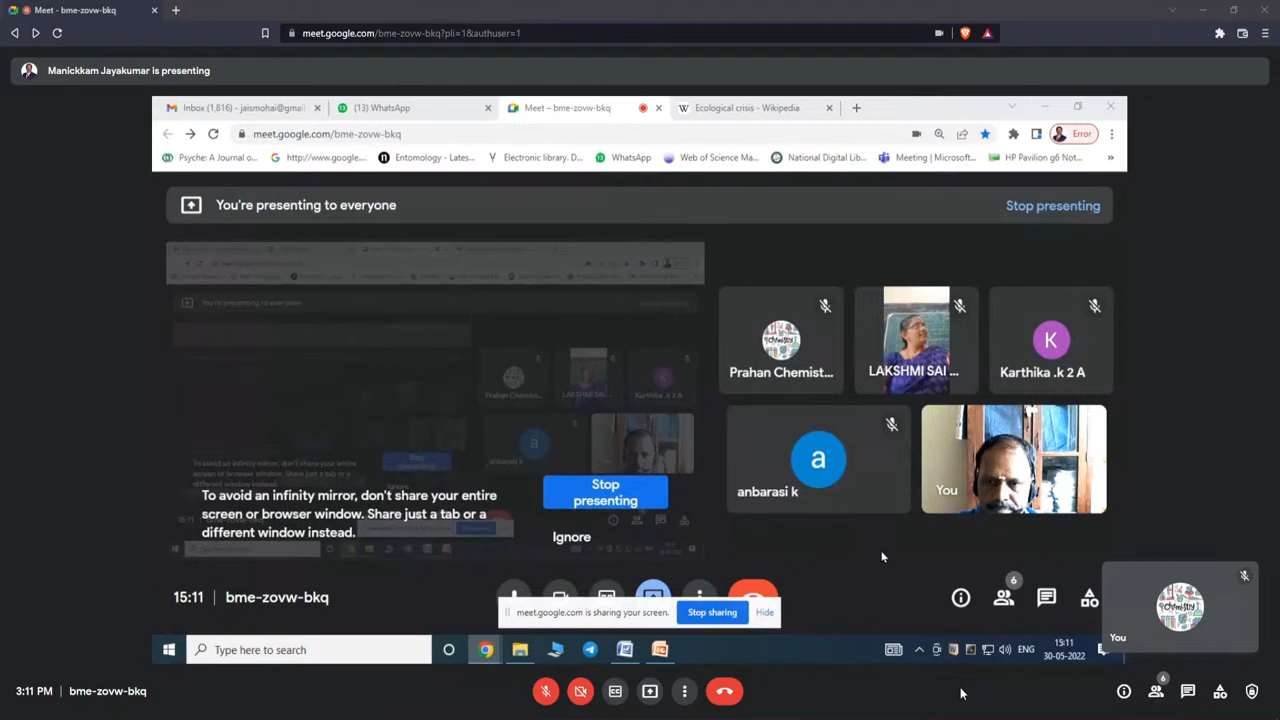 Meet - bme-zovw-bkq
meet.google.com/bme-zovw-bkq?pli=1&authuser=1
Manickkam Jayakumar is presenting
Inbox (1,816) - jaismohai@gmai
(13) WhatsApp
Meet – bme-zovw-bkq
Ecological crisis - Wikipedia
meet.google.com/bme-zovw-bkq
Error
Psyche: A Journal o...
http://www.google....
Entomology - Lates...
Electronic library. D...
WhatsApp
Web of Science Ma...
National Digital Lib...
Meeting | Microsoft...
HP Pavilion g6 Not...
You're presenting to everyone
Stop presenting
Prahan Chemist...
LAKSHMI SAI ...
Karthika .k 2 A
a
anbarasi k
You
K
To avoid an infinity mirror, don't share your entire
screen or browser window. Share just a tab or a
different window instead.
Stop
presenting
Ignore
15:11
bme-zovw-bkq
6
meet.google.com is sharing your screen.
Stop sharing
Hide
You
Type here to search
ENG
15:11
30-05-2022
3:11 PM
bme-zovw-bkq
6